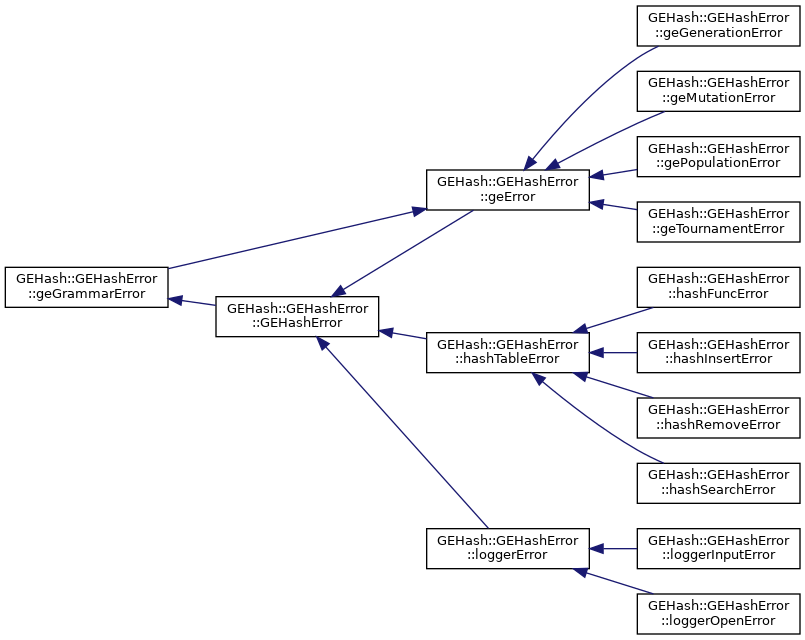 GEHash::GEHashError
::geGenerationError
GEHash::GEHashError
::geMutationError
GEHash::GEHashError
::gePopulationError
GEHash::GEHashError
::geError
GEHash::GEHashError
::geTournamentError
GEHash::GEHashError
::geGrammarError
GEHash::GEHashError
::GEHashError
GEHash::GEHashError
::hashFuncError
GEHash::GEHashError
::hashTableError
GEHash::GEHashError
::hashInsertError
GEHash::GEHashError
::hashRemoveError
GEHash::GEHashError
::hashSearchError
GEHash::GEHashError
::loggerError
GEHash::GEHashError
::loggerInputError
GEHash::GEHashError
::loggerOpenError